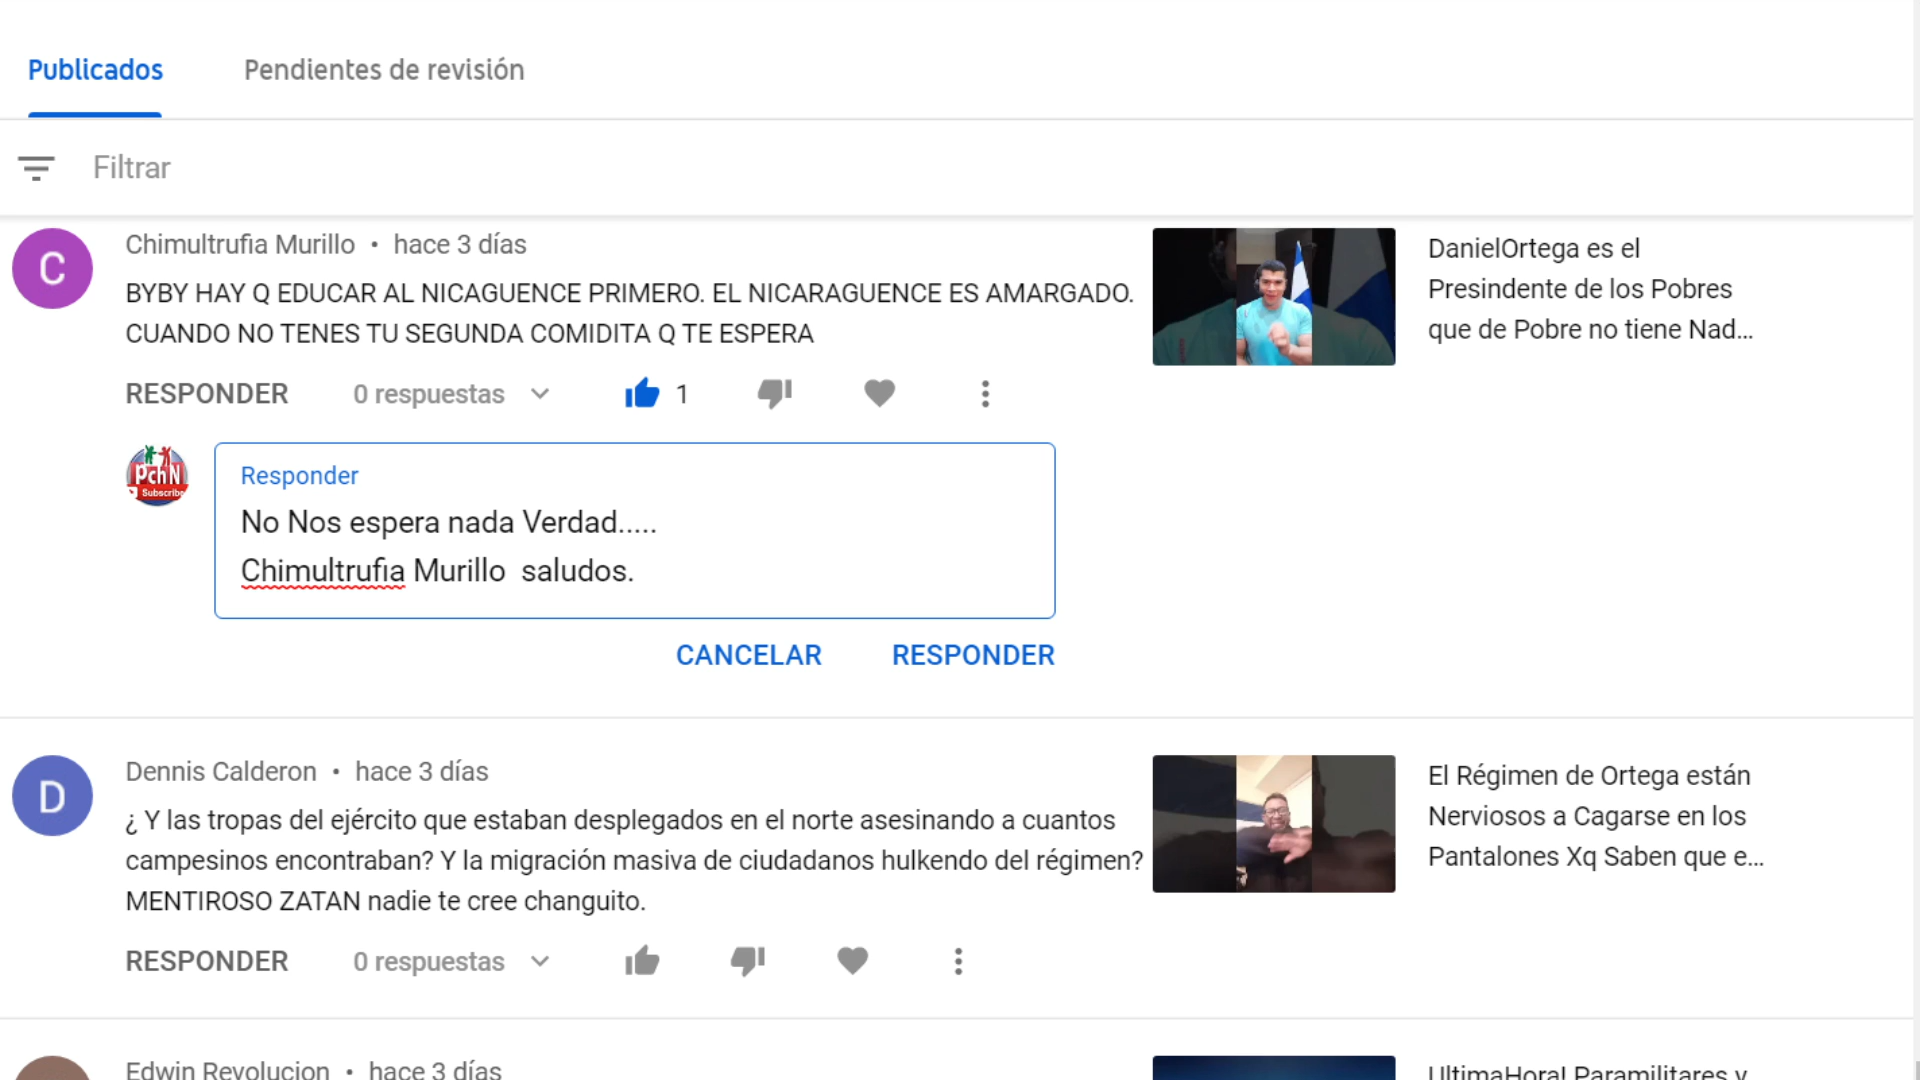 Publicados
Pendientes de revisión
Filtrar
C
Chimultrufia Murillo • hace 3 días
BYBY HAY Q EDUCAR AL NICAGUENCE PRIMERO. EL NICARAGUENCE ES AMARGADO.
CUANDO NO TENES TU SEGUNDA COMIDITA Q TE ESPERA
RESPONDER
0 respuestas
1
DanielOrtega es el
Presindente de los Pobres
que de Pobre no tiene Nad...
PchN
Subscribe
Responder
No Nos espera nada Verdad.....
Chimultrufia Murillo  saludos.
CANCELAR
RESPONDER
D
Dennis Calderon • hace 3 días
¿ Y las tropas del ejército que estaban desplegados en el norte asesinando a cuantos
campesinos encontraban? Y la migración masiva de ciudadanos hulkendo del régimen?
MENTIROSO ZATAN nadie te cree changuito.
RESPONDER
0 respuestas
El Régimen de Ortega están
Nerviosos a Cagarse en los
Pantalones Xq Saben que e...
Edwin Revolucion • hace 3 días
UltimaHora! Paramilitares y